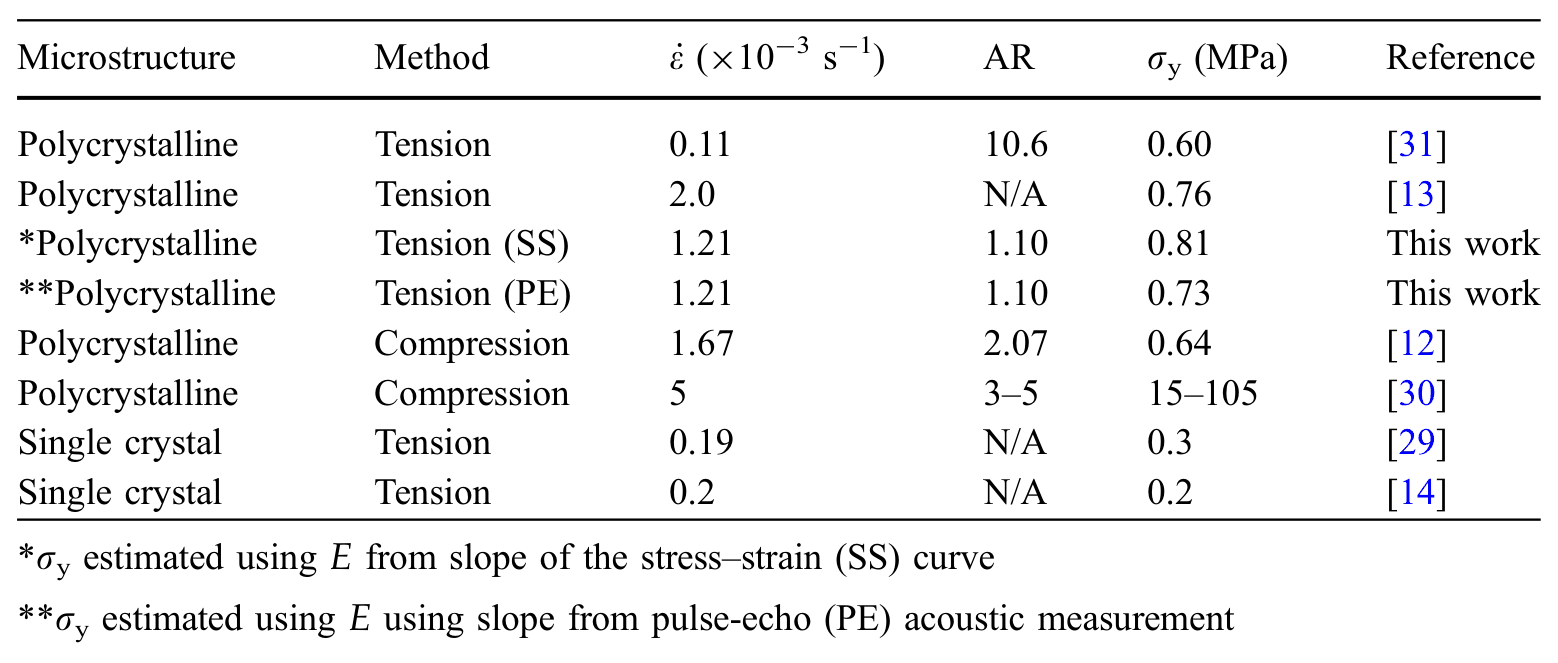 Microstructure Method ε̇ (×10⁻³ s⁻¹) AR σy (MPa) Reference
Polycrystalline Tension 0.11 10.6 0.60 [31]
Polycrystalline Tension 2.0 N/A 0.76 [13]
*Polycrystalline Tension (SS) 1.21 1.10 0.81 This work
**Polycrystalline Tension (PE) 1.21 1.10 0.73 This work
Polycrystalline Compression 1.67 2.07 0.64 [12]
Polycrystalline Compression 5 3–5 15–105 [30]
Single crystal Tension 0.19 N/A 0.3 [29]
Single crystal Tension 0.2 N/A 0.2 [14]
*σy estimated using E from slope of the stress–strain (SS) curve
**σy estimated using E using slope from pulse-echo (PE) acoustic measurement